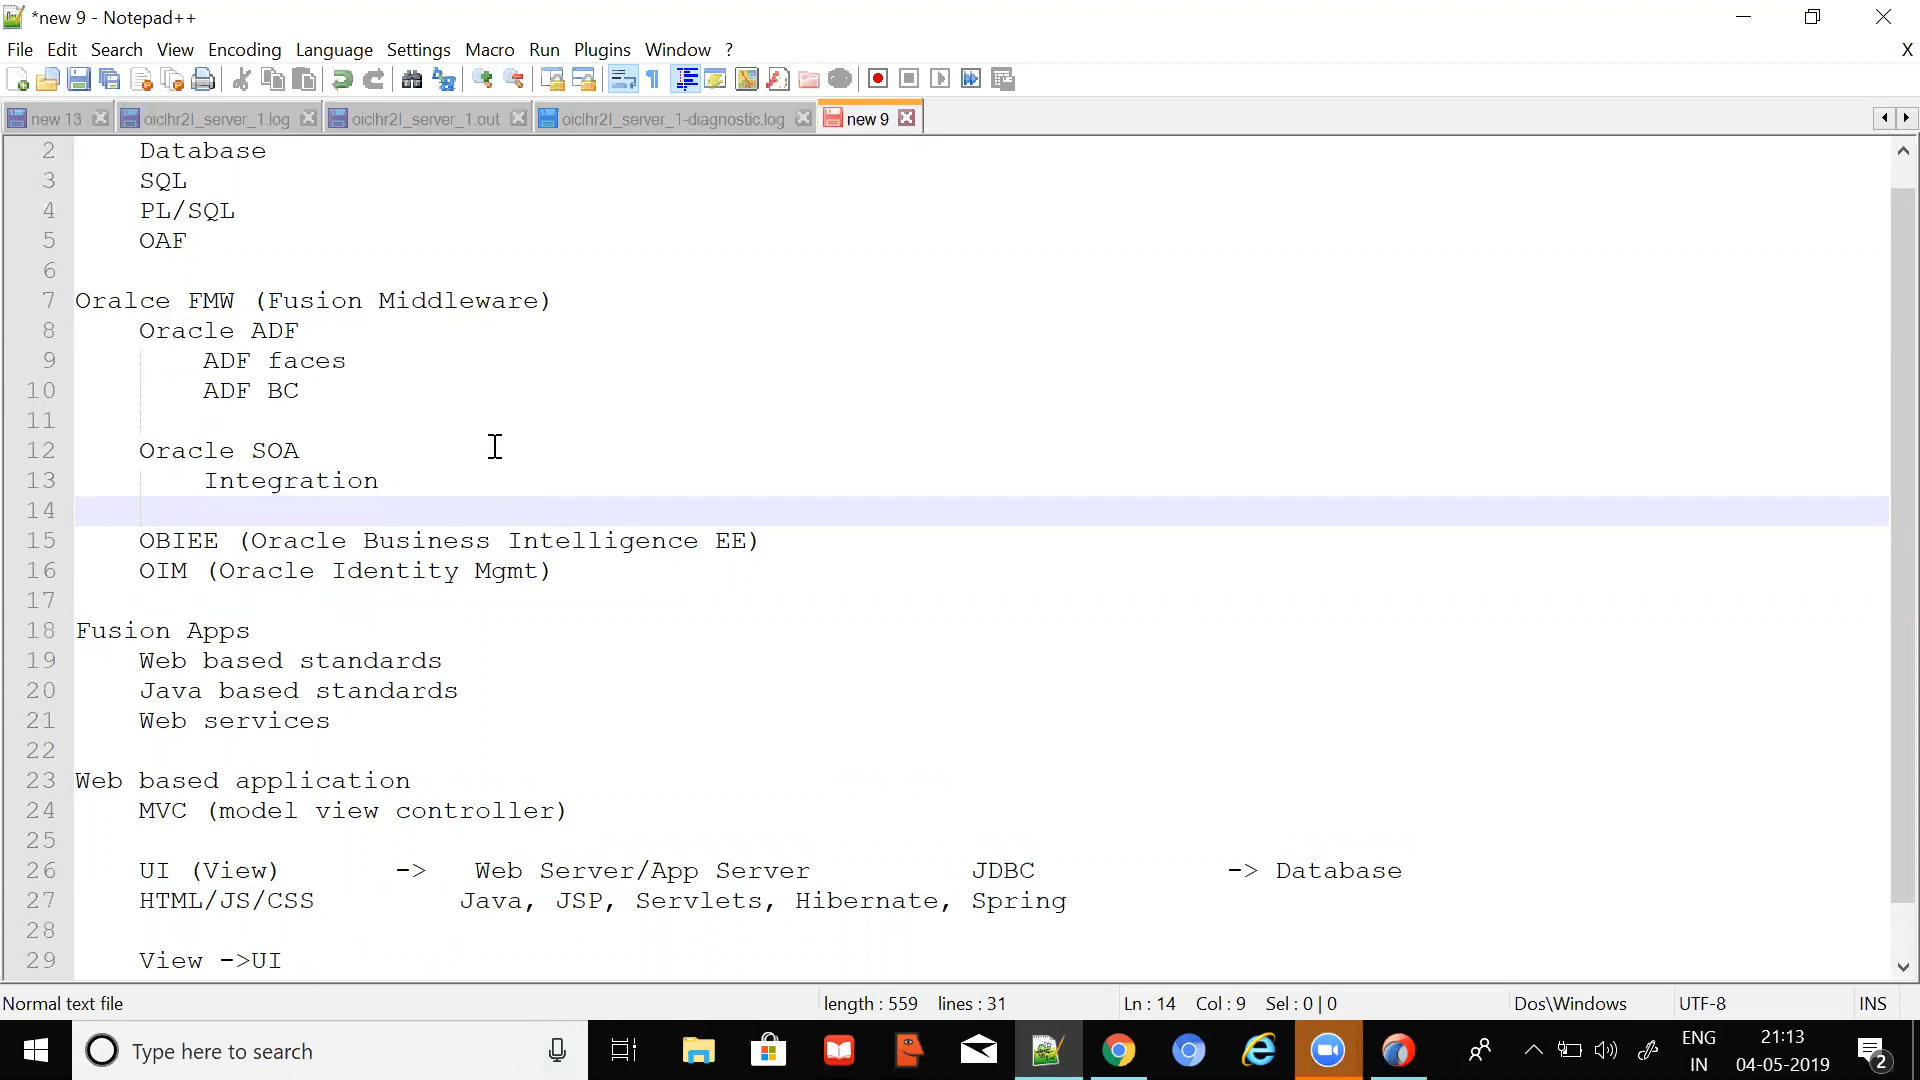 *new 9 - Notepad++
File Edit Search View Encoding Language Settings Macro Run Plugins Window ? X
new 13 oiclhr2l_server_1.log oiclhr2l_server_1.out oiclhr2l_server_1-diagnostic.log new 9
2 Database
3 SQL
4 PL/SQL
5 OAF
6
7 Oralce FMW (Fusion Middleware)
8 Oracle ADF
9 ADF faces
10 ADF BC
11
12 Oracle SOA
13 Integration
14
15 OBIEE (Oracle Business Intelligence EE)
16 OIM (Oracle Identity Mgmt)
17
18 Fusion Apps
19 Web based standards
20 Java based standards
21 Web services
22
23 Web based application
24 MVC (model view controller)
25
26 UI (View) -> Web Server/App Server JDBC -> Database
27 HTML/JS/CSS Java, JSP, Servlets, Hibernate, Spring
28
29 View ->UI
Normal text file length : 559 lines : 31 Ln : 14 Col : 9 Sel : 0 | 0 Dos\Windows UTF-8 INS
Type here to search ENG 21:13
IN 04-05-2019 2